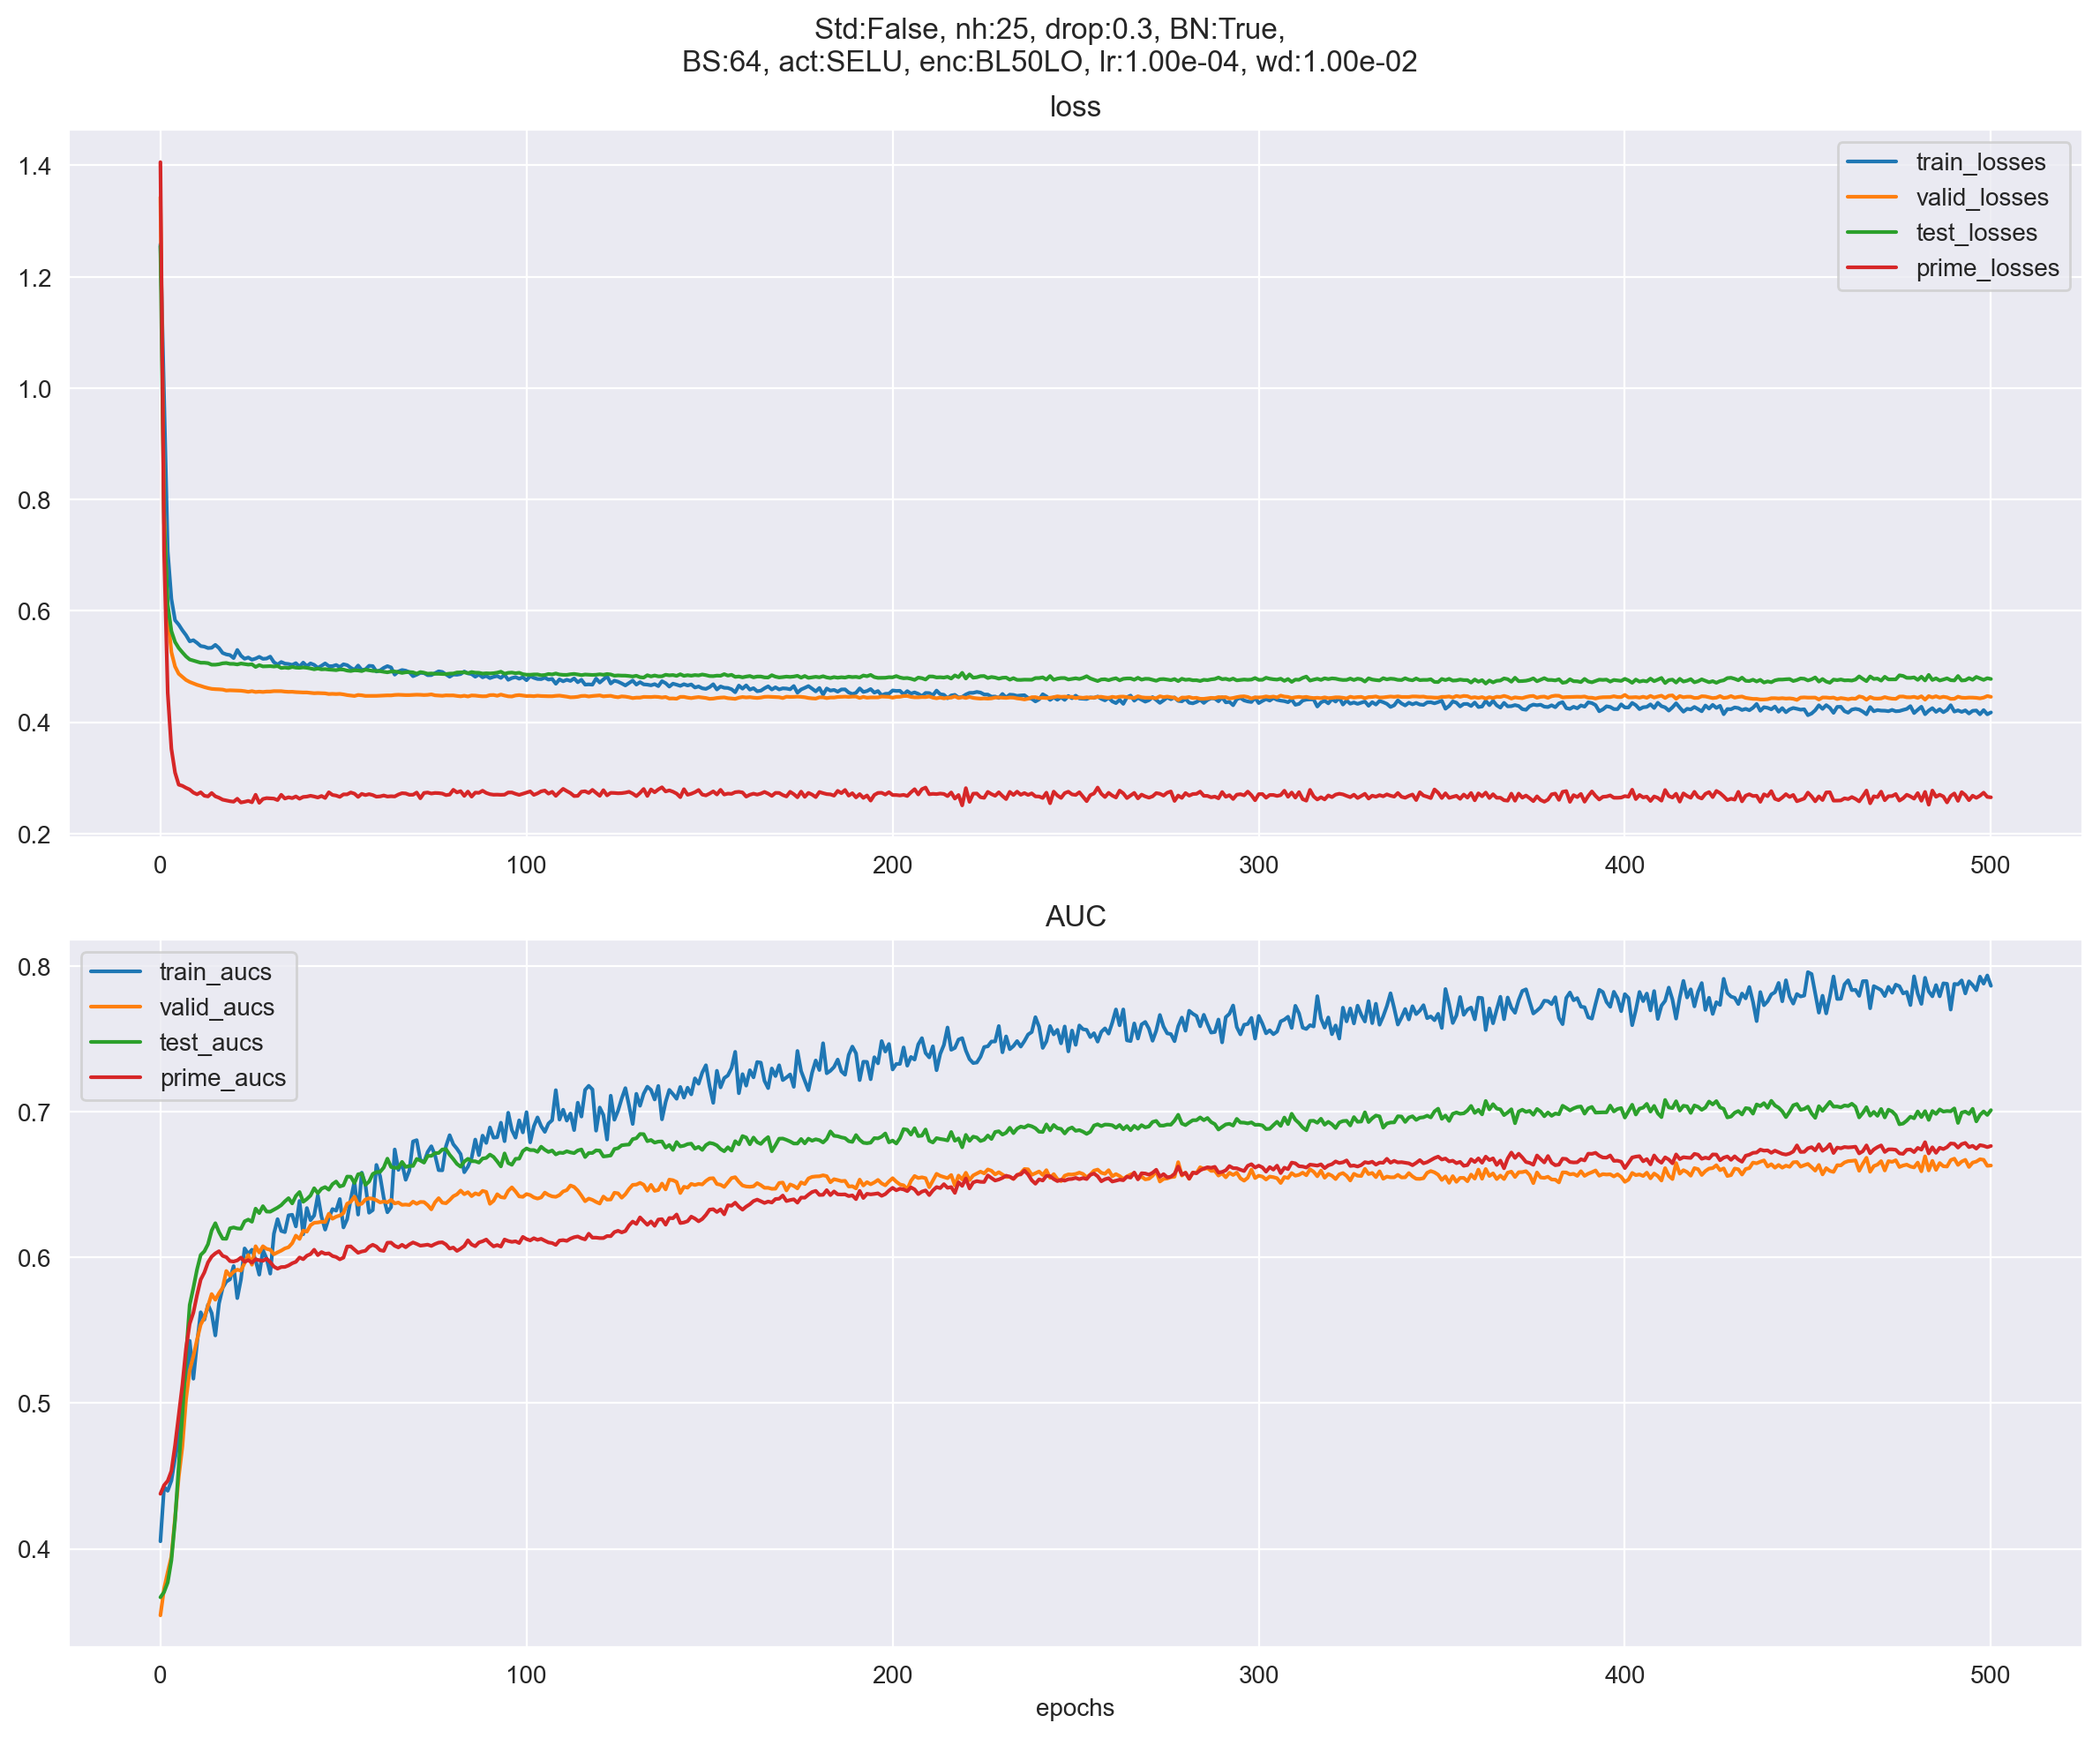 Std:False, nh:25, drop:0.3, BN:True,
BS:64, act:SELU, enc:BL50LO, lr:1.00e-04, wd:1.00e-02
loss
1.4
1.2
1.0
0.8
0.6
0.4
0.2
train_losses
valid_losses
test_losses
prime_losses
0 100 200 300 400 500
AUC
0.8
0.7
0.6
0.5
0.4
train_aucs
valid_aucs
test_aucs
prime_aucs
0 100 200 300 400 500
epochs